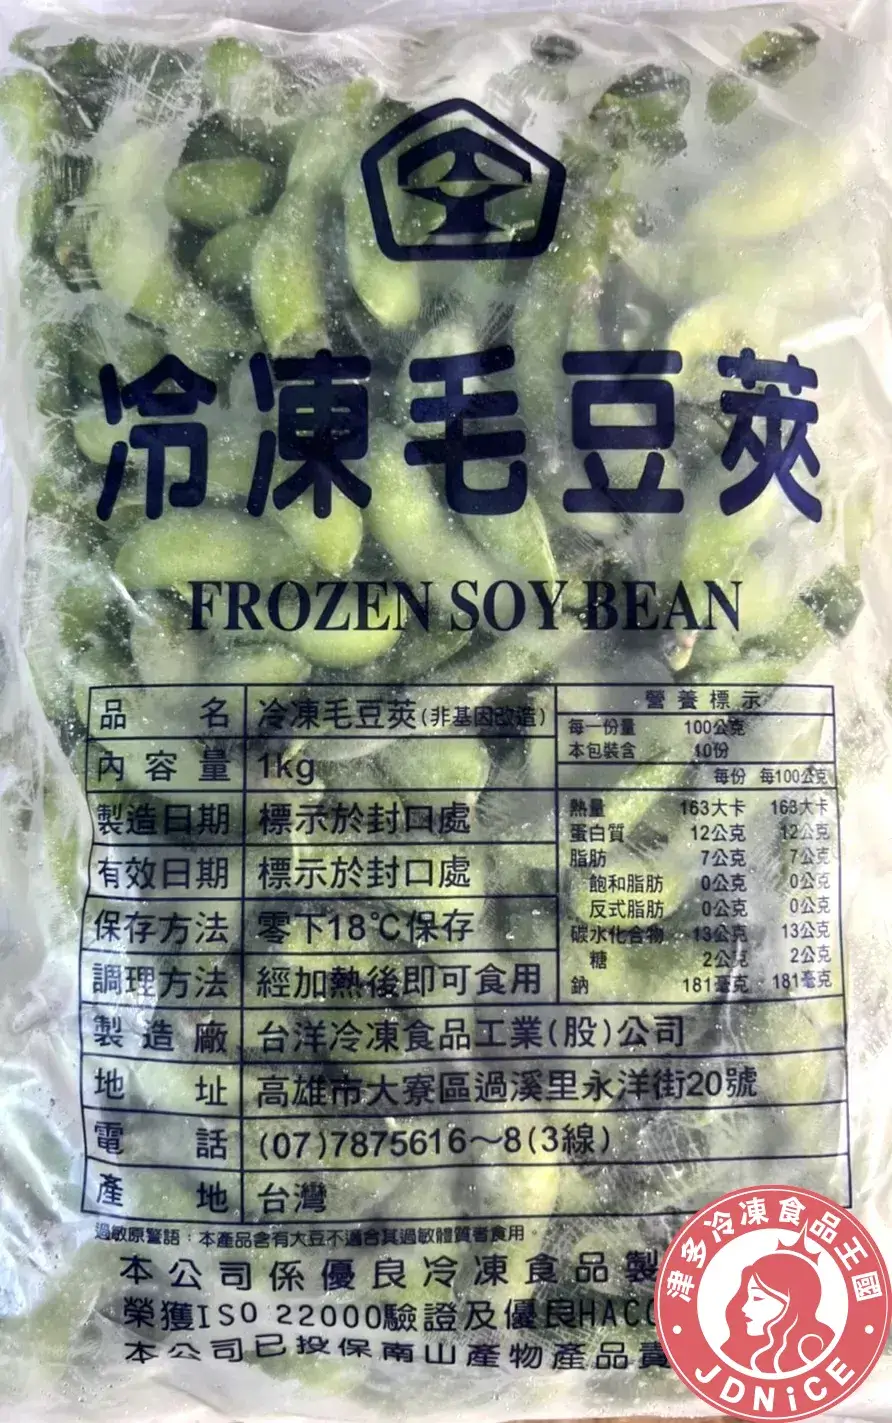 冷凍毛豆莢
FROZEN SOY BEAN
品名 冷凍毛豆莢(非基因改造)
內容量 1kg
製造日期 標示於封口處
有效日期 標示於封口處
保存方法 零下18℃保存
調理方法 經加熱後即可食用
營養標示
每一份量 100公克
本包裝含 10份
每份 每100公克
熱量 163大卡 163大卡
蛋白質 12公克 12公克
脂肪 7公克 7公克
飽和脂肪 0公克 0公克
反式脂肪 0公克 0公克
碳水化合物 13公克 13公克
糖 2公克 2公克
鈉 181毫克 181毫克
製造廠 台洋冷凍食品工業(股)公司
地址 高雄市大寮區過溪里永洋街20號
電話 (07)7875616～8(3線)
產地 台灣
過敏原警語：本產品含有大豆不適合其過敏體質者食用。
本公司係優良冷凍食品製
榮獲ISO 22000驗證及優良HACC
本公司已投保南山產物產品責
津多冷凍食品王國
JDNiCE